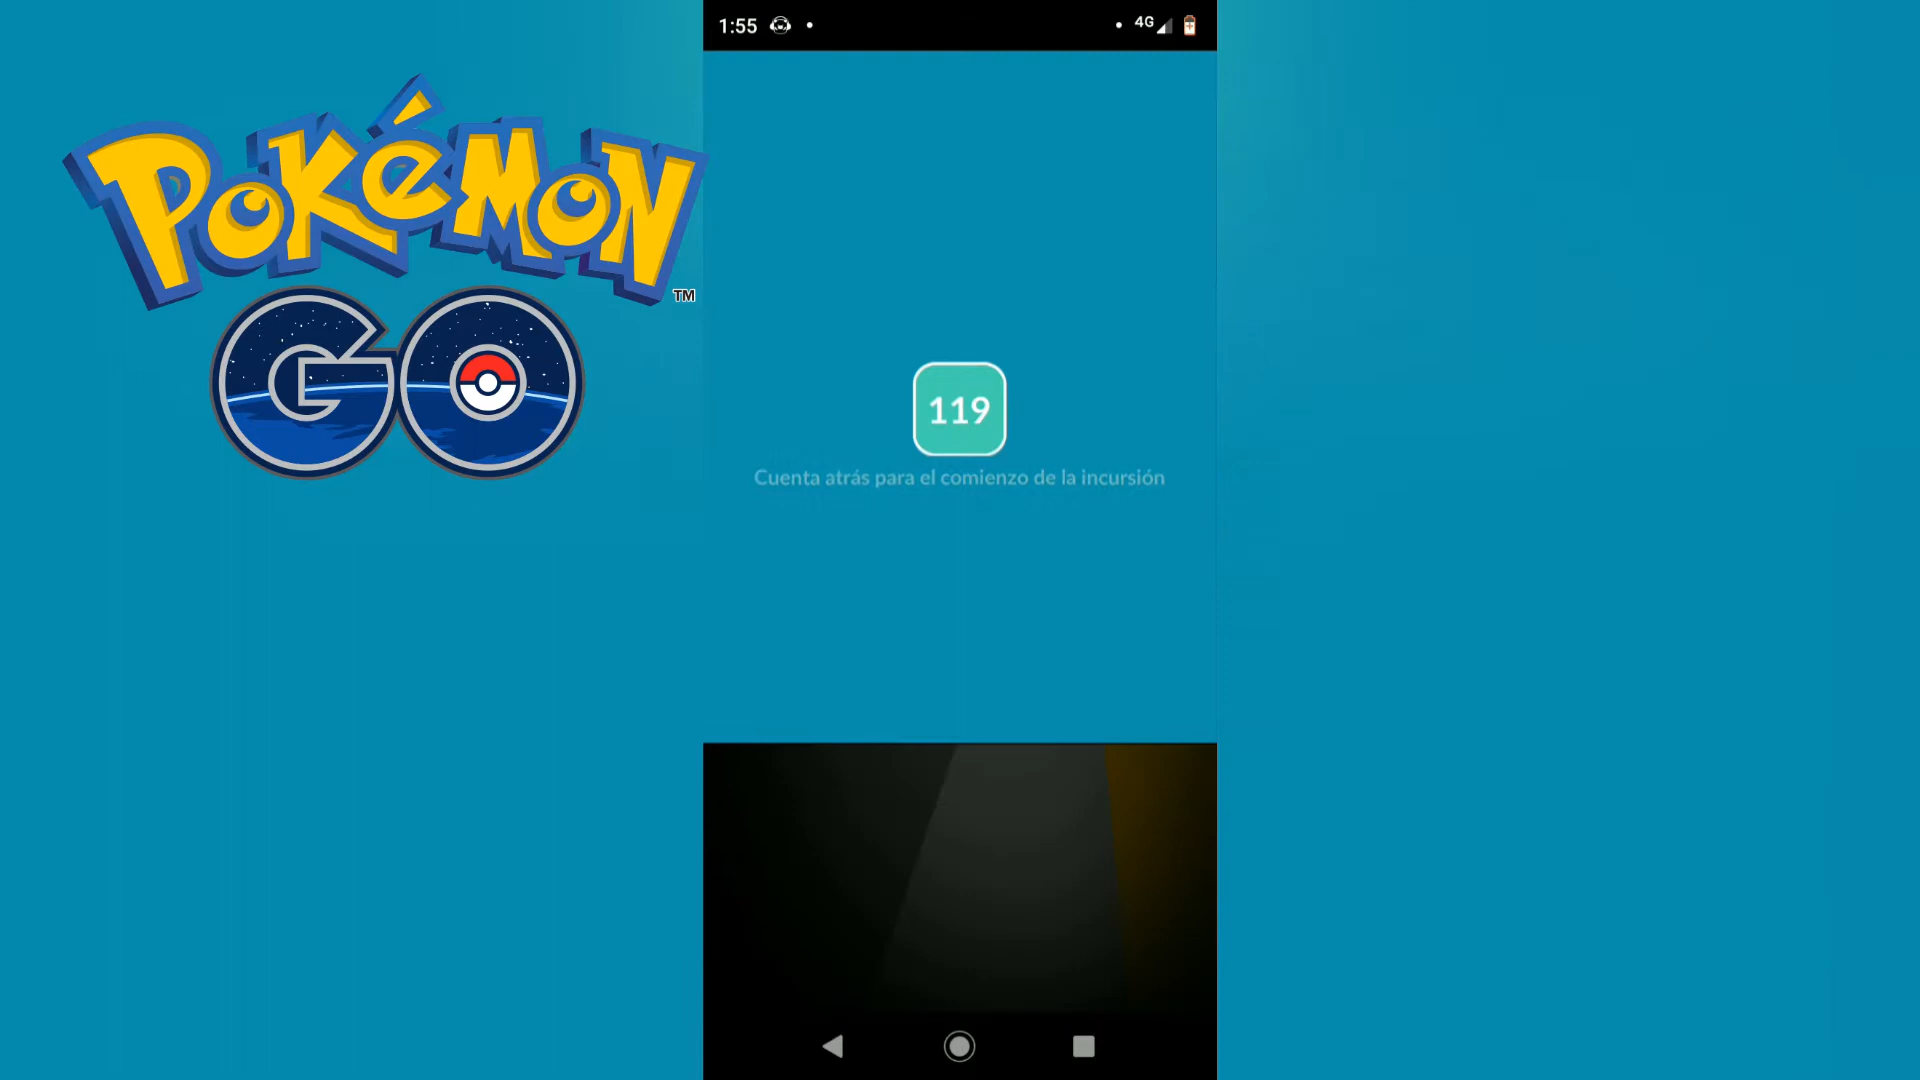 1:55
4G
Pokémon
GO
TM
119
Cuenta atrás para el comienzo de la incursión